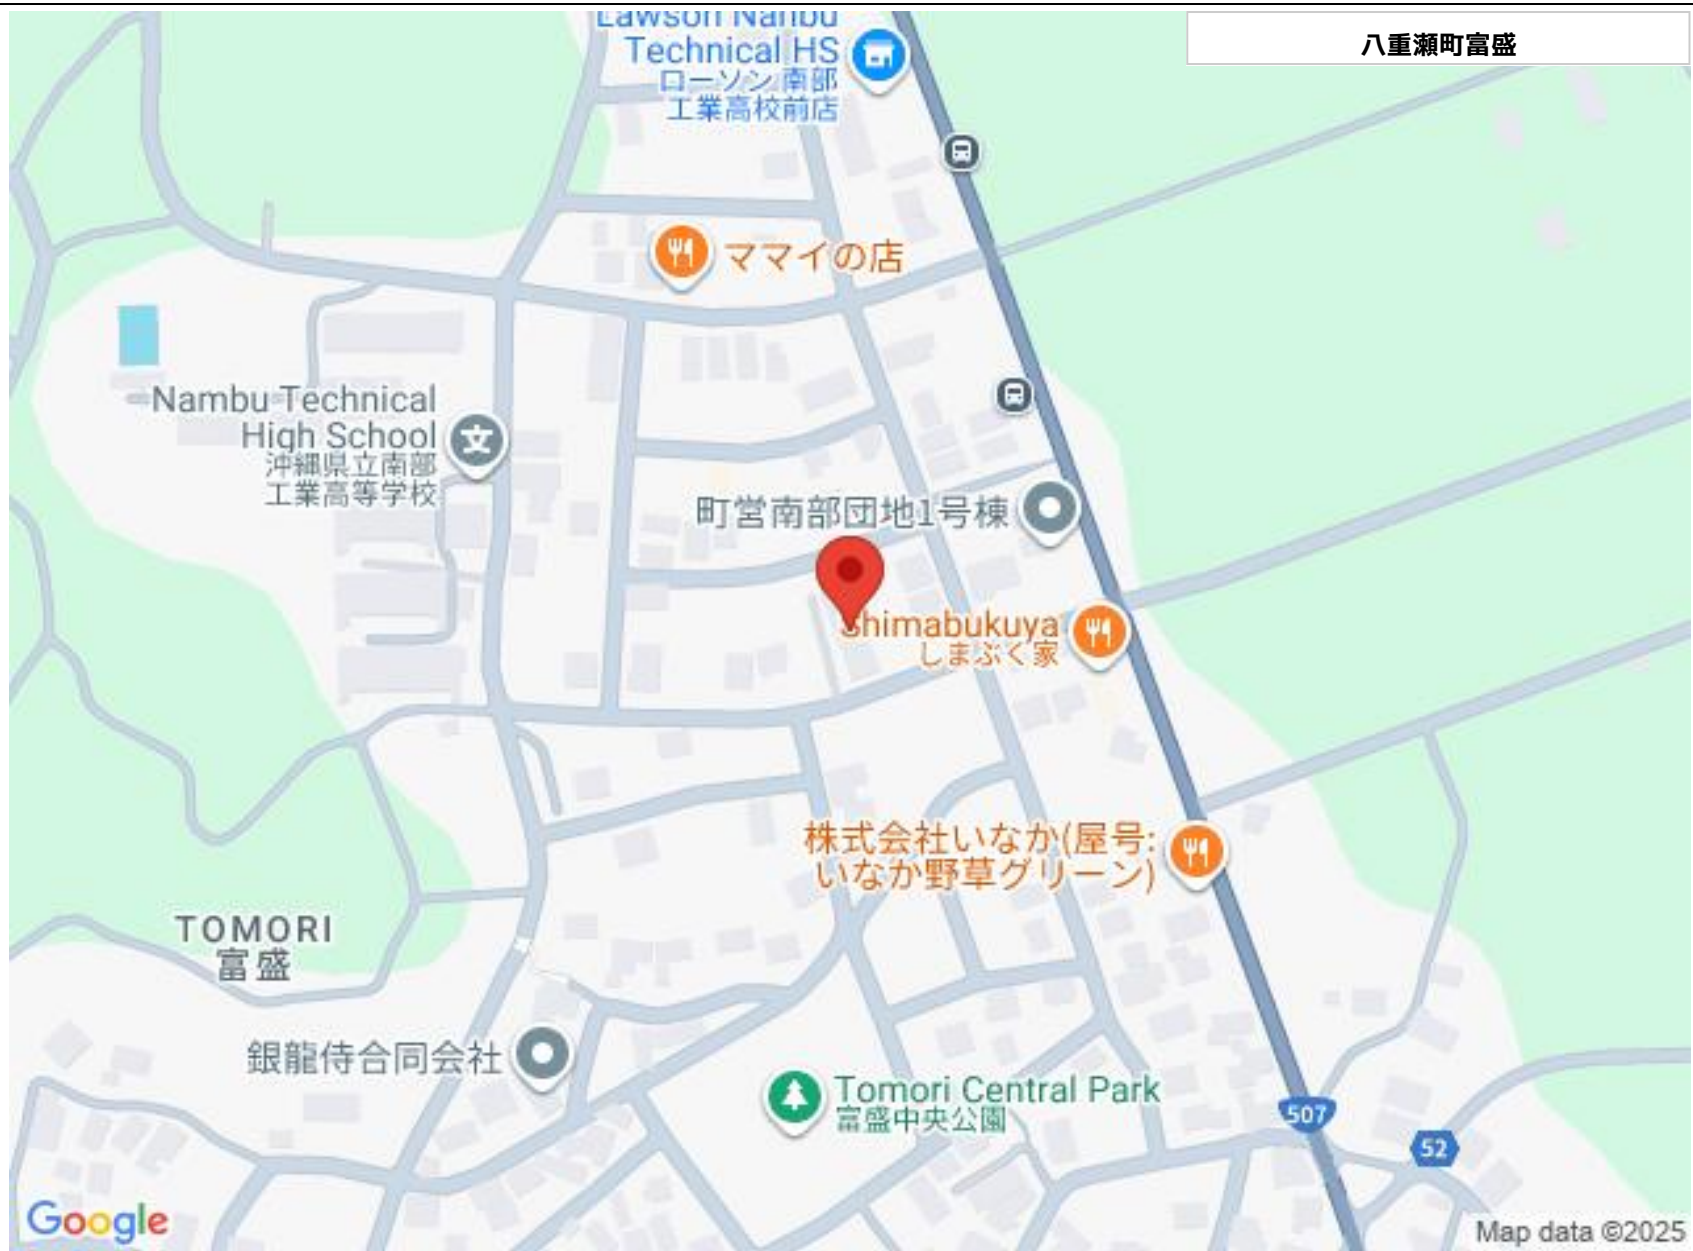 八重瀬町富盛
Lawson Nanbu
Technical HS
ローソン 南部
工業高校前店
ママイの店
Nambu Technical
High School
沖縄県立南部
工業高等学校
町営南部団地1号棟
Shimabukuya
しまぶく家
株式会社いなか(屋号:
いなか野草グリーン)
TOMORI
富盛
銀龍侍合同会社
Tomori Central Park
富盛中央公園
507
52
Google
Map data ©2025